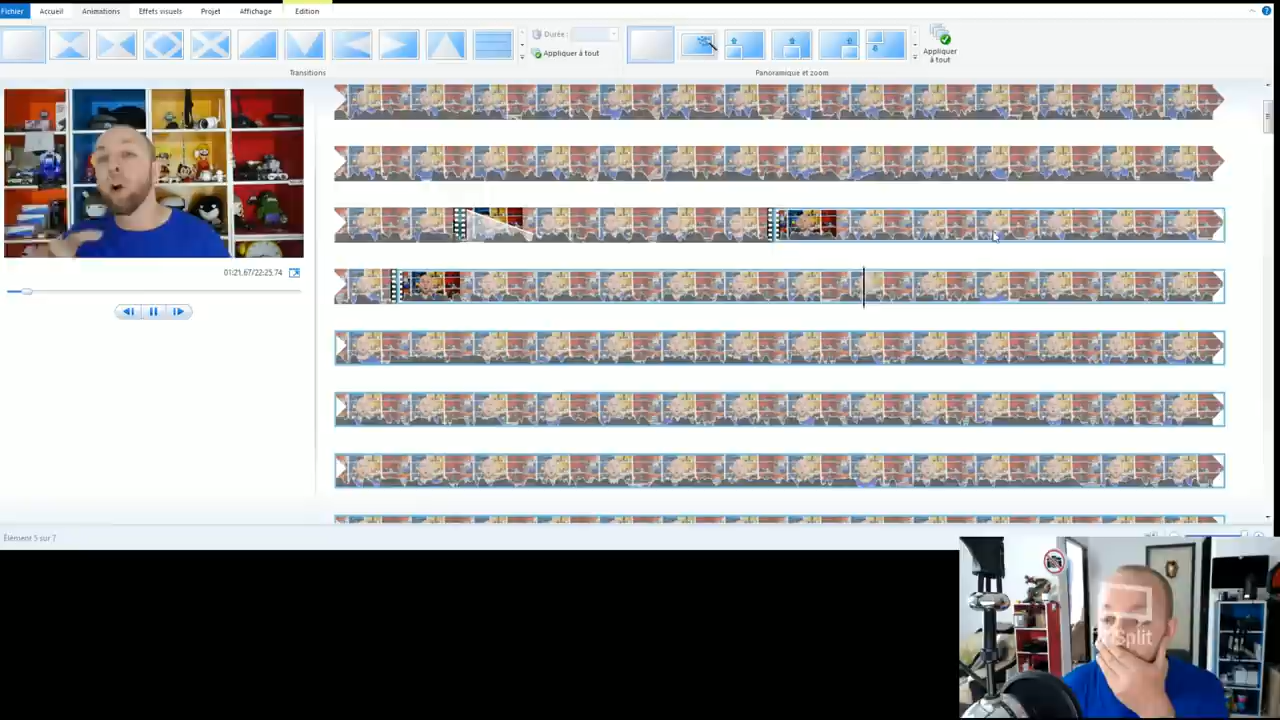 Fichier Accueil Animations Effets visuels Projet Affichage Edition
Durée :
Appliquer à tout
Appliquer
à tout
Transitions
Panoramique et zoom
01:21,67/22:25,74
Élément 5 sur 7
Split